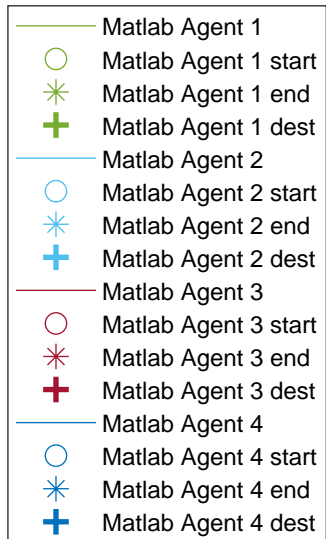 Matlab Agent 1
Matlab Agent 1 start
Matlab Agent 1 end
Matlab Agent 1 dest
Matlab Agent 2
Matlab Agent 2 start
Matlab Agent 2 end
Matlab Agent 2 dest
Matlab Agent 3
Matlab Agent 3 start
Matlab Agent 3 end
Matlab Agent 3 dest
Matlab Agent 4
Matlab Agent 4 start
Matlab Agent 4 end
Matlab Agent 4 dest